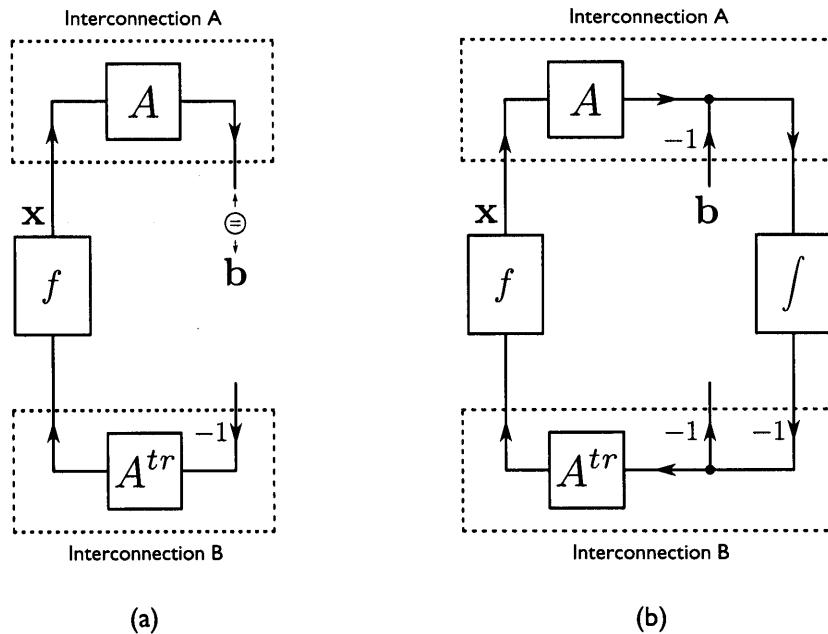 Interconnection A
A
x
f
=
b
-1
A^{tr}
Interconnection B
(a)
Interconnection A
A
-1
x
b
f
∫
-1
-1
A^{tr}
Interconnection B
(b)